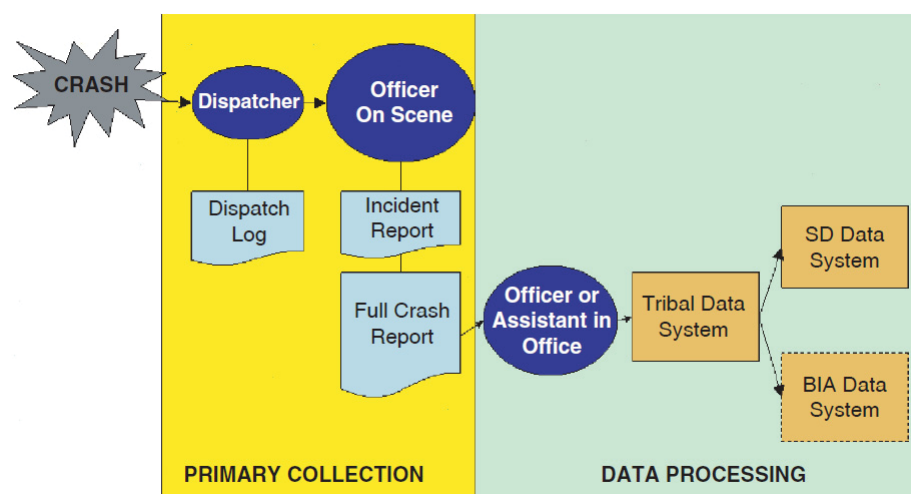 CRASH
Dispatcher
Officer
On Scene
Dispatch
Log
Incident
Report
Full Crash
Report
Officer or
Assistant in
Office
Tribal Data
System
SD Data
System
BIA Data
System
PRIMARY COLLECTION
DATA PROCESSING